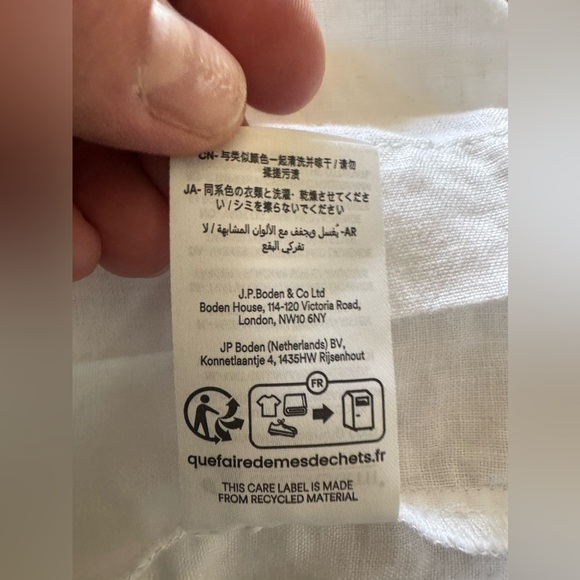 CN- 与类似颜色一起清洗并晾干 / 请勿
揉搓污渍
JA- 同系色の衣類と洗濯・乾燥させてくださ
い / シミを擦らないでください
AR- يُغسل ويجفف مع الألوان المشابهة / لا
تفركي البقع
J.P.Boden & Co Ltd
Boden House, 114-120 Victoria Road,
London, NW10 6NY
JP Boden (Netherlands) BV,
Konnetlaantje 4, 1435HW Rijsenhout
FR
quefairedemesdechets.fr
THIS CARE LABEL IS MADE
FROM RECYCLED MATERIAL